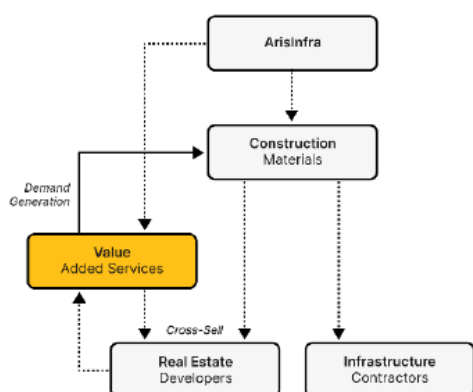 ArisInfra
Construction
Materials
Demand
Generation
Value
Added Services
Cross-Sell
Real Estate
Developers
Infrastructure
Contractors